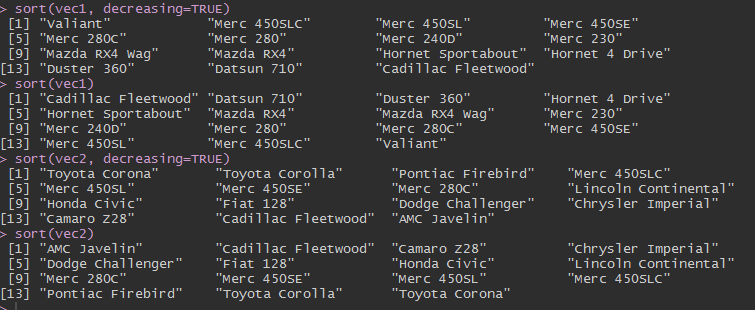 > sort(vec1, decreasing=TRUE)
 [1] "Valiant"            "Merc 450SLC"        "Merc 450SL"         "Merc 450SE"
 [5] "Merc 280C"          "Merc 280"           "Merc 240D"          "Merc 230"
 [9] "Mazda RX4 Wag"      "Mazda RX4"          "Hornet Sportabout"  "Hornet 4 Drive"
[13] "Duster 360"         "Datsun 710"         "Cadillac Fleetwood"
> sort(vec1)
 [1] "Cadillac Fleetwood" "Datsun 710"         "Duster 360"         "Hornet 4 Drive"
 [5] "Hornet Sportabout"  "Mazda RX4"          "Mazda RX4 Wag"      "Merc 230"
 [9] "Merc 240D"          "Merc 280"           "Merc 280C"          "Merc 450SE"
[13] "Merc 450SL"         "Merc 450SLC"        "Valiant"
> sort(vec2, decreasing=TRUE)
 [1] "Toyota Corona"       "Toyota Corolla"      "Pontiac Firebird"    "Merc 450SLC"
 [5] "Merc 450SL"          "Merc 450SE"          "Merc 280C"           "Lincoln Continental"
 [9] "Honda Civic"         "Fiat 128"            "Dodge Challenger"    "Chrysler Imperial"
[13] "Camaro Z28"          "Cadillac Fleetwood"  "AMC Javelin"
> sort(vec2)
 [1] "AMC Javelin"         "Cadillac Fleetwood"  "Camaro Z28"          "Chrysler Imperial"
 [5] "Dodge Challenger"    "Fiat 128"            "Honda Civic"         "Lincoln Continental"
 [9] "Merc 280C"           "Merc 450SE"          "Merc 450SL"          "Merc 450SLC"
[13] "Pontiac Firebird"    "Toyota Corolla"      "Toyota Corona"
>